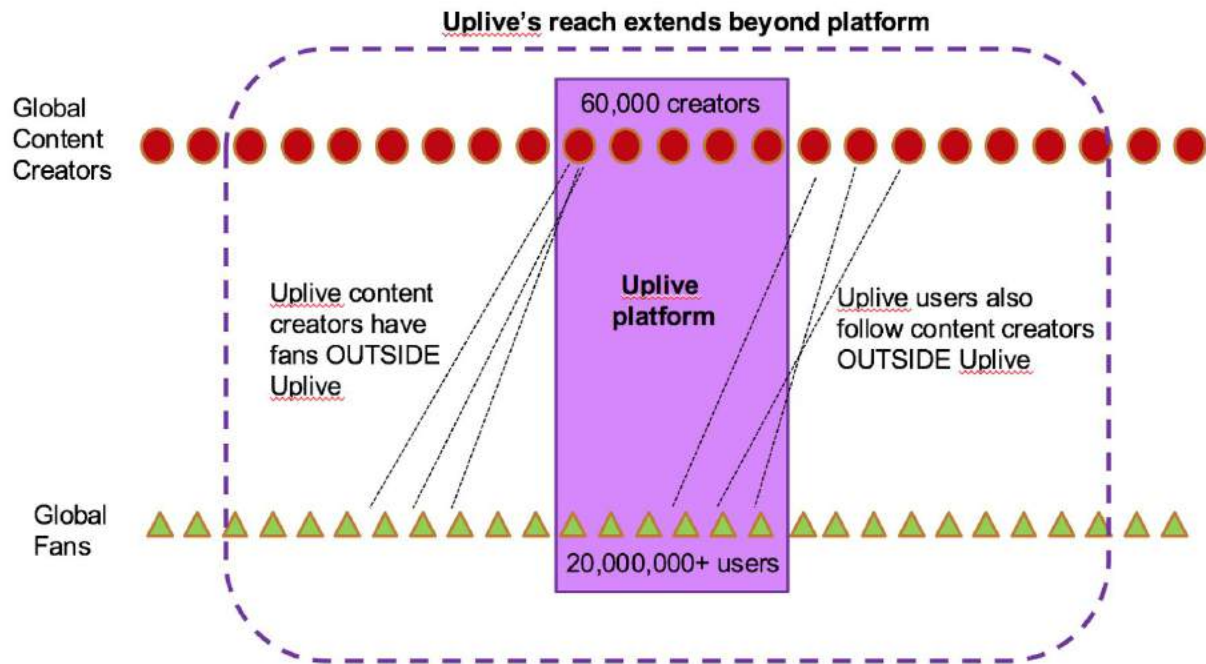 Uplive's reach extends beyond platform
60,000 creators
Global
Content
Creators
Uplive content
creators have
fans OUTSIDE
Uplive
Uplive
platform
Uplive users also
follow content creators
OUTSIDE Uplive
Global
Fans
20,000,000+ users